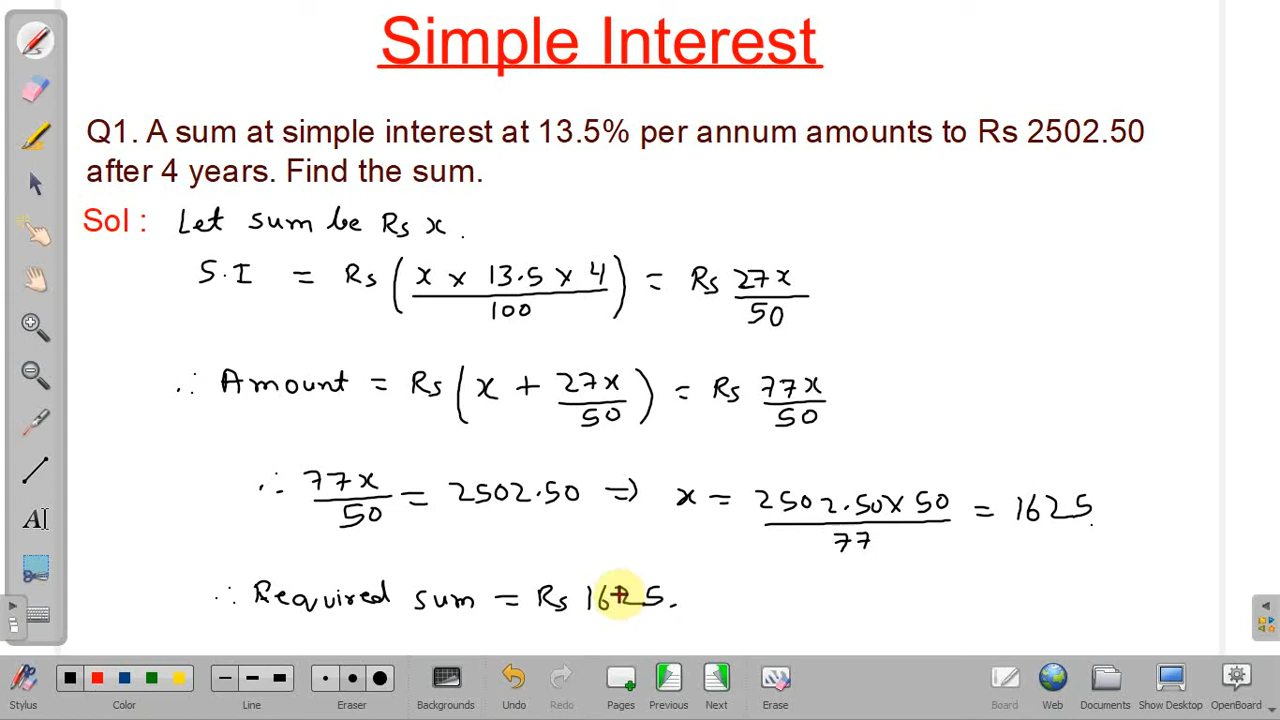 Simple Interest
Q1. A sum at simple interest at 13.5% per annum amounts to Rs 2502.50
after 4 years. Find the sum.
Sol : Let sum be Rs x.
S.I = Rs (x × 13.5 × 4 / 100) = Rs 27x / 50
∴ Amount = Rs (x + 27x / 50) = Rs 77x / 50
∴ 77x / 50 = 2502.50 ⇒ x = 2502.50 × 50 / 77 = 1625.
∴ Required sum = Rs 1625.
A
Stylus Color Line Eraser Backgrounds Undo Redo Pages Previous Next Erase Board Web Documents Show Desktop OpenBoard